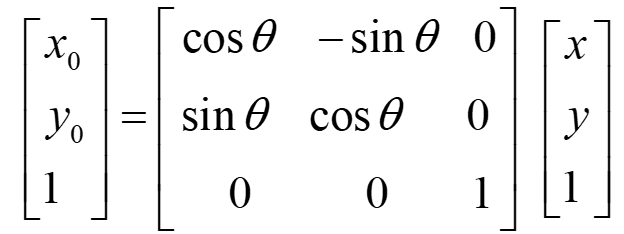 [x₀] = [cos θ  − sin θ  0] [x]
[y₀] = [sin θ  cos θ  0] [y]
[1] = [0  0  1] [1]